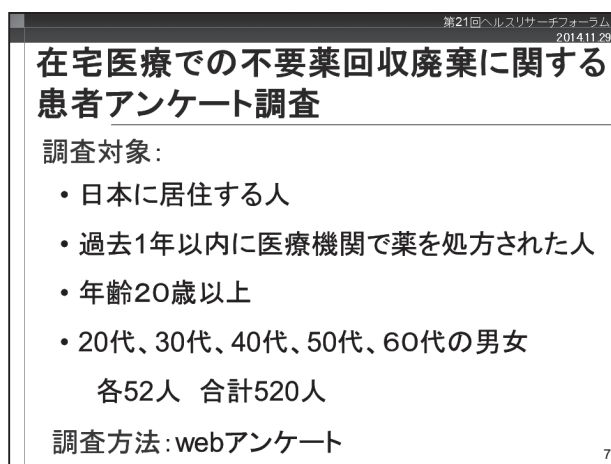 第21回ヘルスリサーチフォーラム
2014.11.29
在宅医療での不要薬回収廃棄に関する
患者アンケート調査
調査対象:
• 日本に居住する人
• 過去1年以内に医療機関で薬を処方された人
• 年齢20歳以上
• 20代、30代、40代、50代、60代の男女
各52人 合計520人
調査方法:webアンケート
7